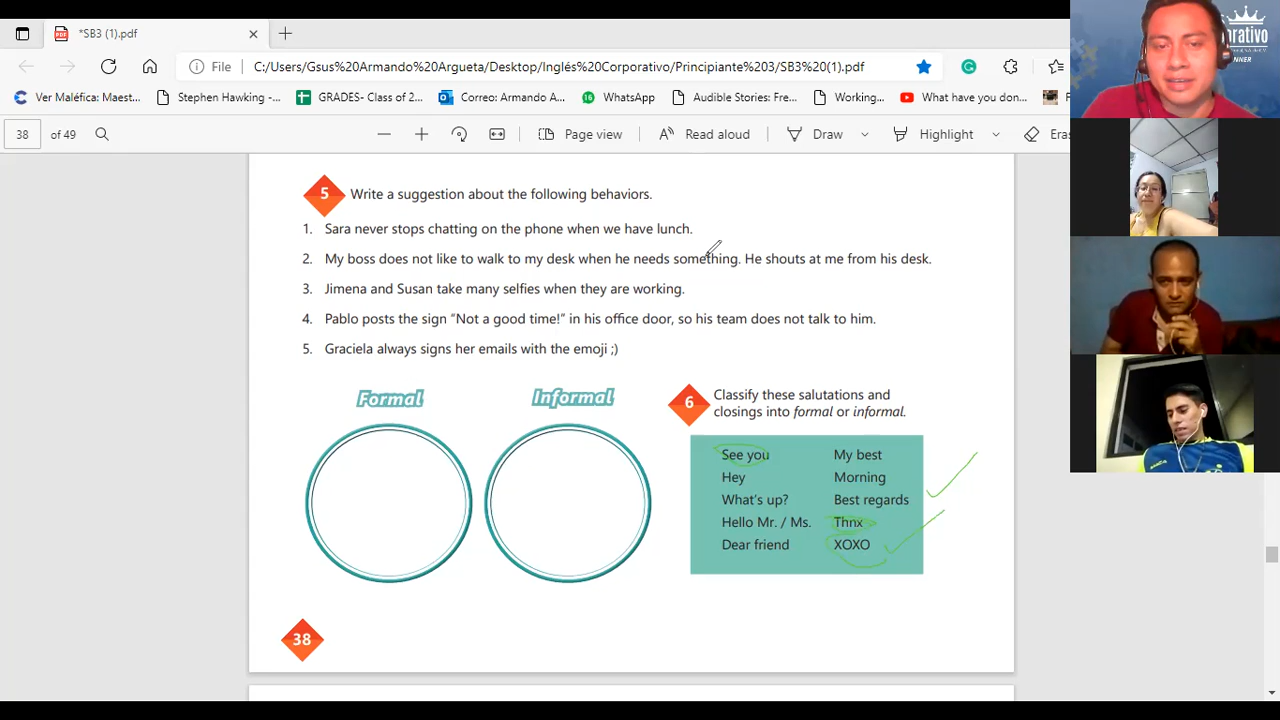 *SB3 (1).pdf
File C:/Users/Gsus%20Armando%20Argueta/Desktop/Ingles%20Corporativo/Principiante%203/SB3%20(1).pdf
Ver Maléfica: Maest... Stephen Hawking -... GRADES- Class of 2... Correo: Armando A... 16 WhatsApp Audible Stories: Fre... Working... What have you don...
38 of 49 Page view Read aloud Draw Highlight Eras
5 Write a suggestion about the following behaviors.
1. Sara never stops chatting on the phone when we have lunch.
2. My boss does not like to walk to my desk when he needs something. He shouts at me from his desk.
3. Jimena and Susan take many selfies when they are working.
4. Pablo posts the sign “Not a good time!” in his office door, so his team does not talk to him.
5. Graciela always signs her emails with the emoji ;)
Formal Informal
6 Classify these salutations and
closings into formal or informal.
See you My best
Hey Morning
What's up? Best regards
Hello Mr. / Ms. Thnx
Dear friend XOXO
38
orativo
NNER